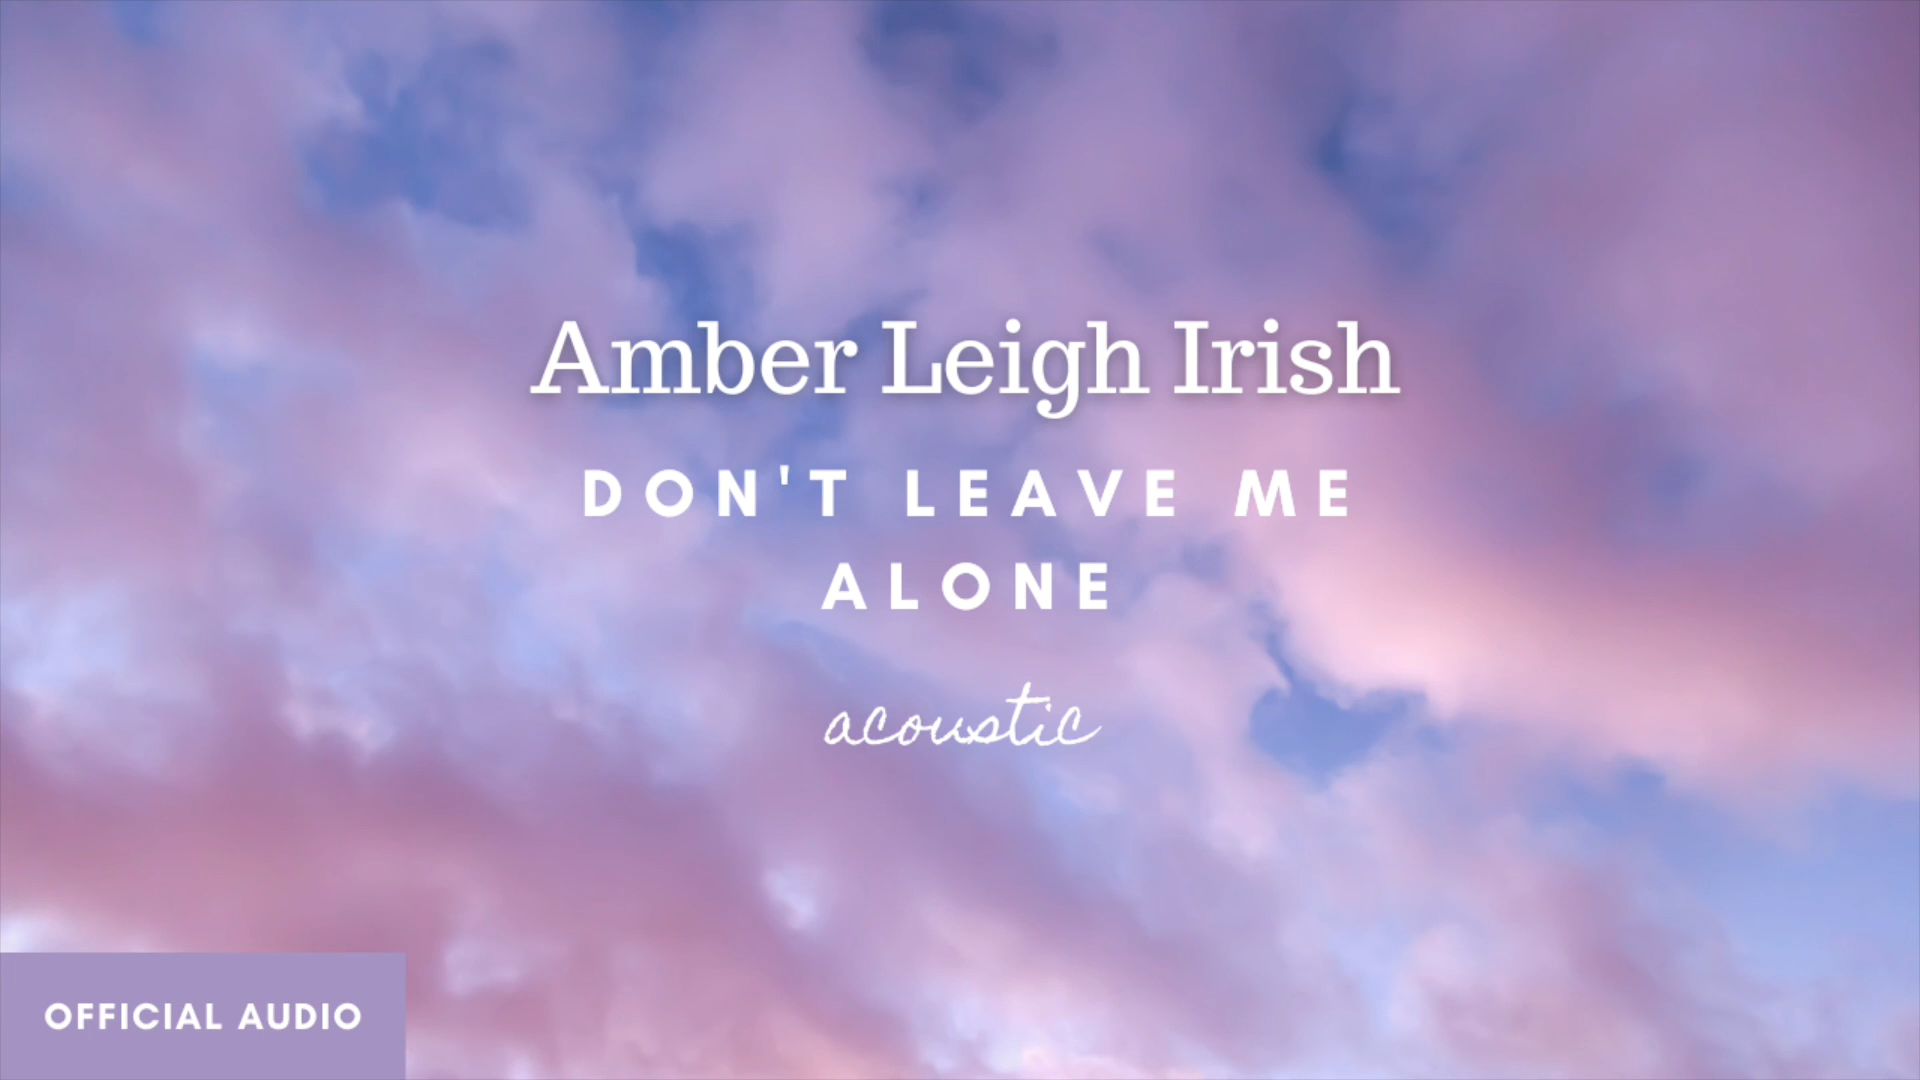 Amber Leigh Irish
DON'T LEAVE ME
ALONE
acoustic
OFFICIAL AUDIO